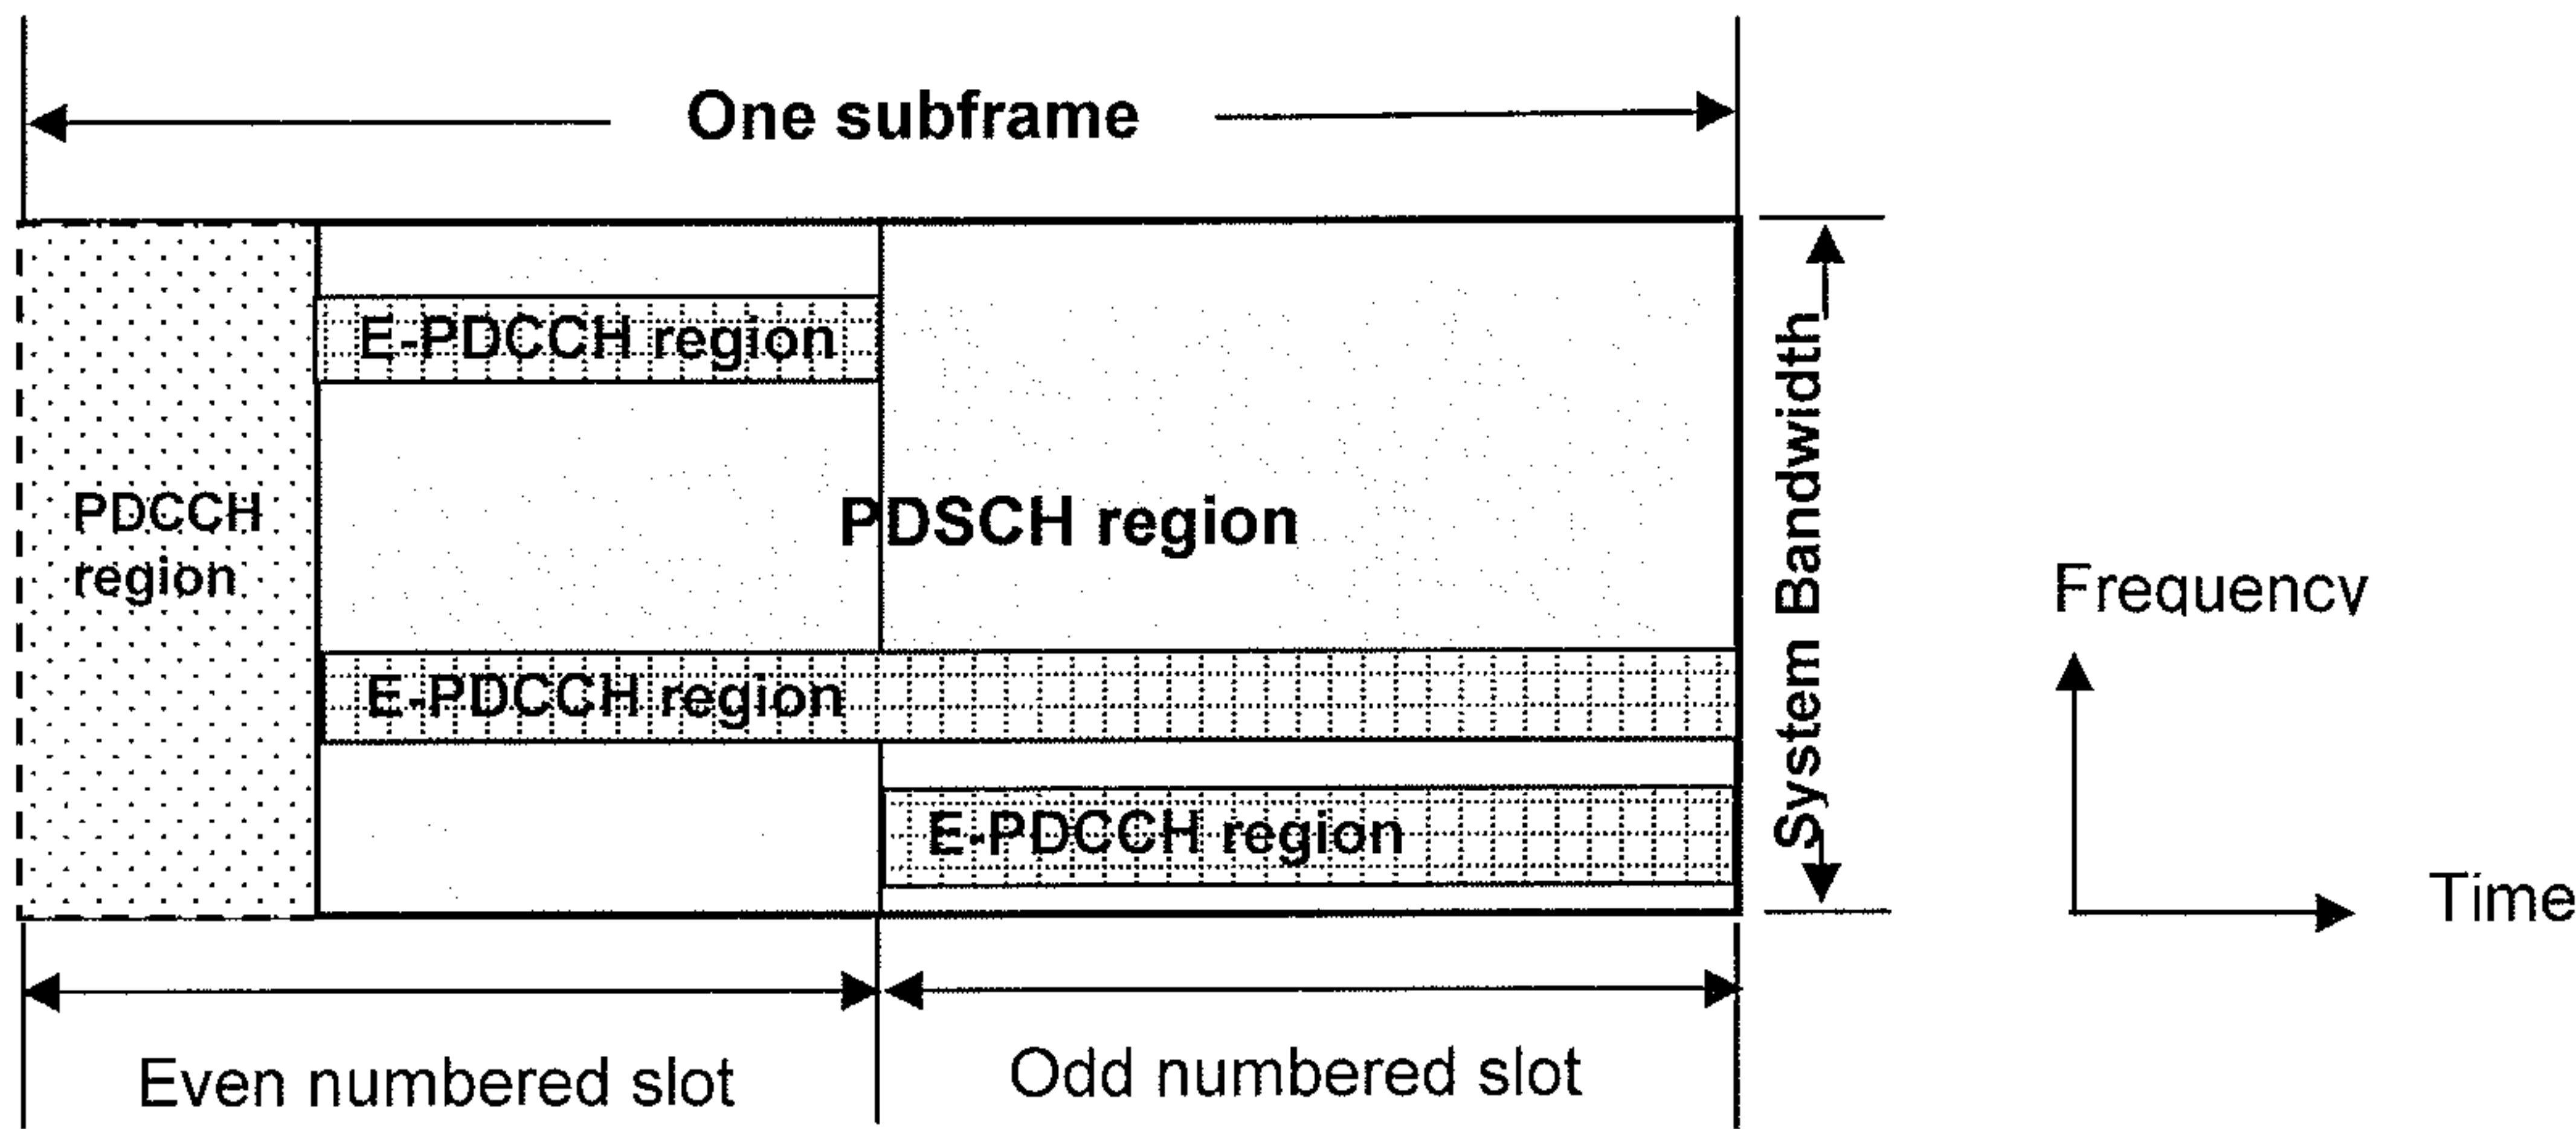 One subframe
E-PDCCH region
PDCCH
region
PDSCH region
System Bandwidth
E-PDCCH region
E-PDCCH region
Frequency
Time
Even numbered slot
Odd numbered slot